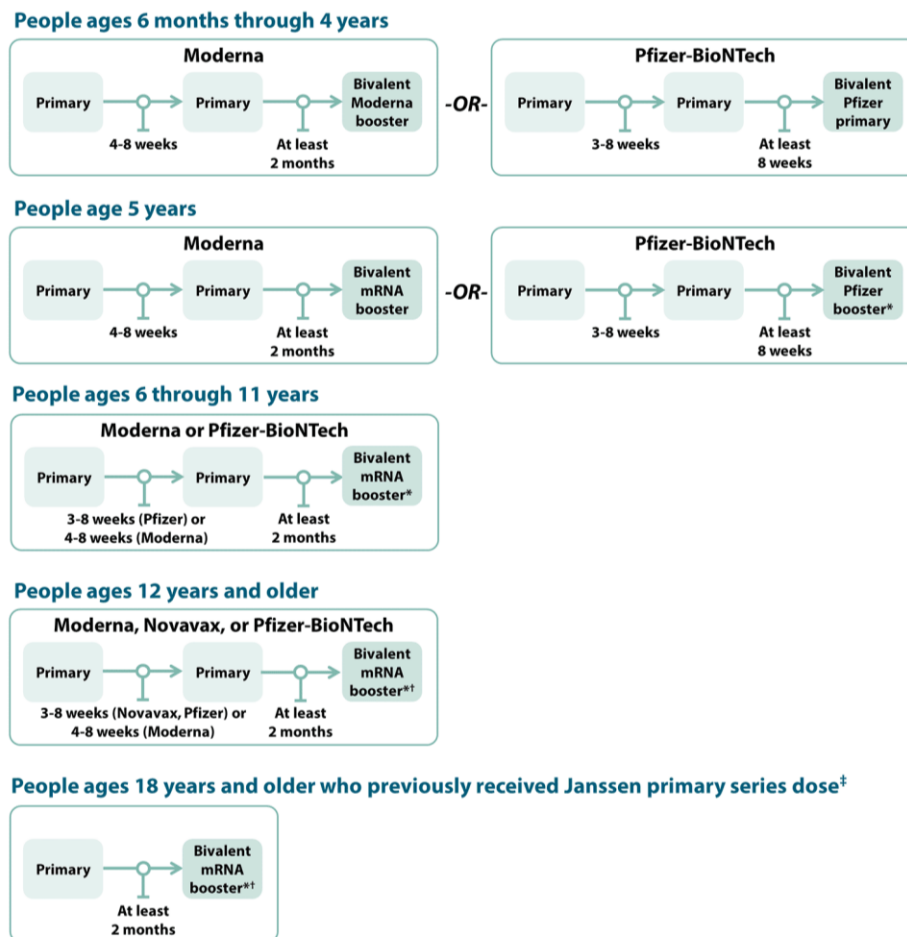 People ages 6 months through 4 years
Moderna
Primary
4-8 weeks
Primary
At least
2 months
Bivalent
Moderna
booster
-OR-
Pfizer-BioNTech
Primary
3-8 weeks
Primary
At least
8 weeks
Bivalent
Pfizer
primary
People age 5 years
Moderna
Primary
4-8 weeks
Primary
At least
2 months
Bivalent
mRNA
booster
-OR-
Pfizer-BioNTech
Primary
3-8 weeks
Primary
At least
8 weeks
Bivalent
Pfizer
booster*
People ages 6 through 11 years
Moderna or Pfizer-BioNTech
Primary
3-8 weeks (Pfizer) or
4-8 weeks (Moderna)
Primary
At least
2 months
Bivalent
mRNA
booster*
People ages 12 years and older
Moderna, Novavax, or Pfizer-BioNTech
Primary
3-8 weeks (Novavax, Pfizer) or
4-8 weeks (Moderna)
Primary
At least
2 months
Bivalent
mRNA
booster*†
People ages 18 years and older who previously received Janssen primary series dose‡
Primary
At least
2 months
Bivalent
mRNA
booster*†